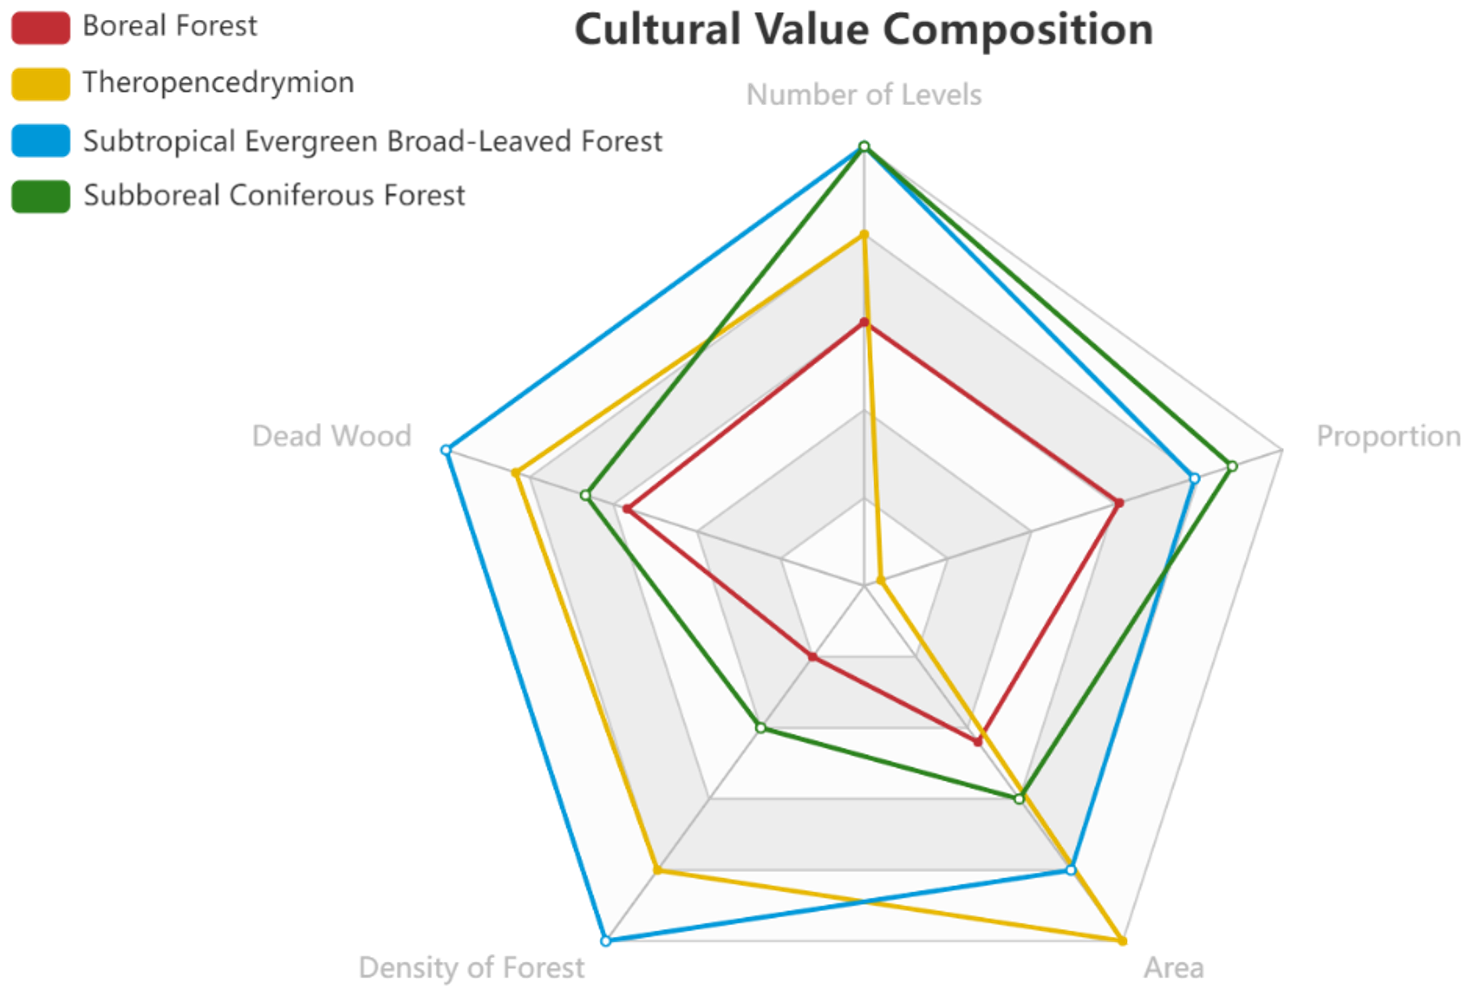 Cultural Value Composition
Boreal Forest
Theropencedrymion
Subtropical Evergreen Broad-Leaved Forest
Subboreal Coniferous Forest
Number of Levels
Dead Wood
Proportion
Density of Forest
Area